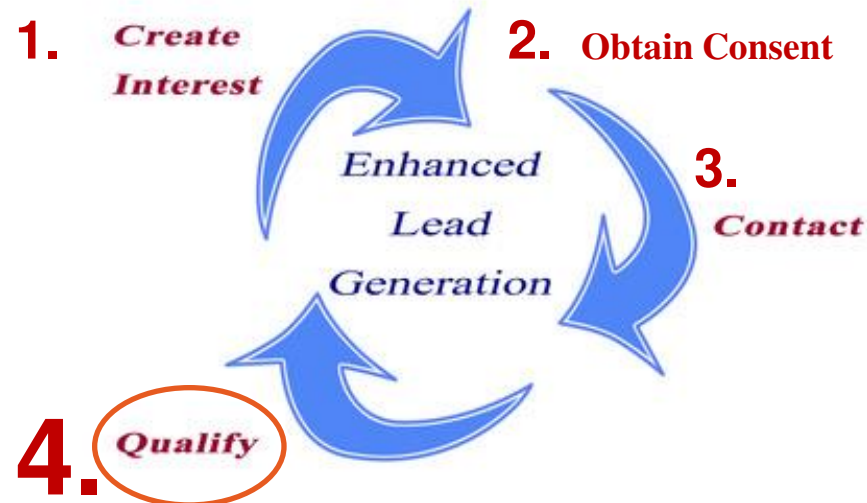 1. Create
Interest
2. Obtain Consent
Enhanced
Lead
Generation
3.
Contact
4. Qualify